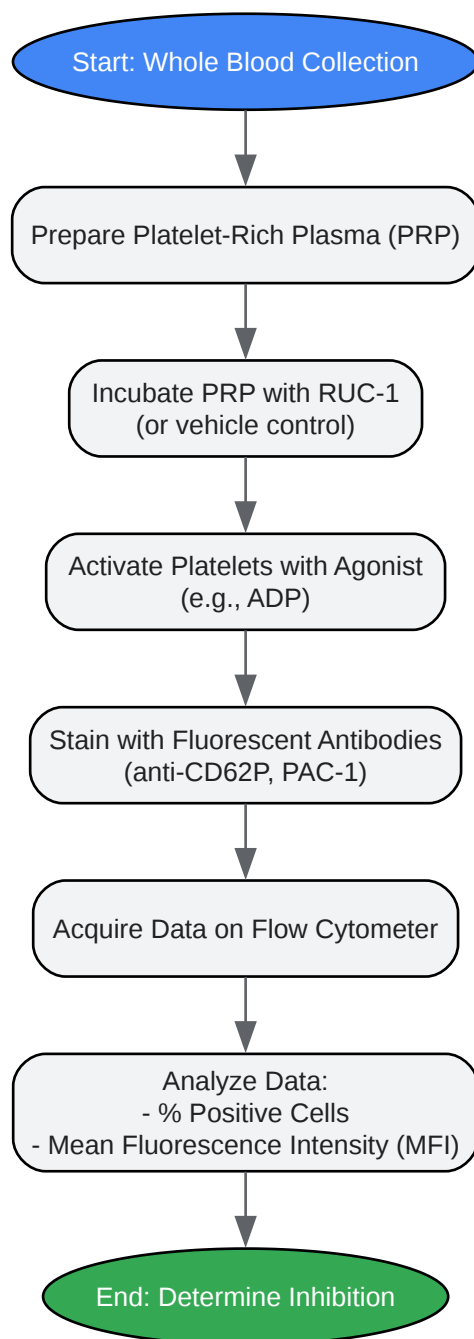 Start: Whole Blood Collection
Prepare Platelet-Rich Plasma (PRP)
Incubate PRP with RUC-1
(or vehicle control)
Activate Platelets with Agonist
(e.g., ADP)
Stain with Fluorescent Antibodies
(anti-CD62P, PAC-1)
Acquire Data on Flow Cytometer
Analyze Data:
- % Positive Cells
- Mean Fluorescence Intensity (MFI)
End: Determine Inhibition